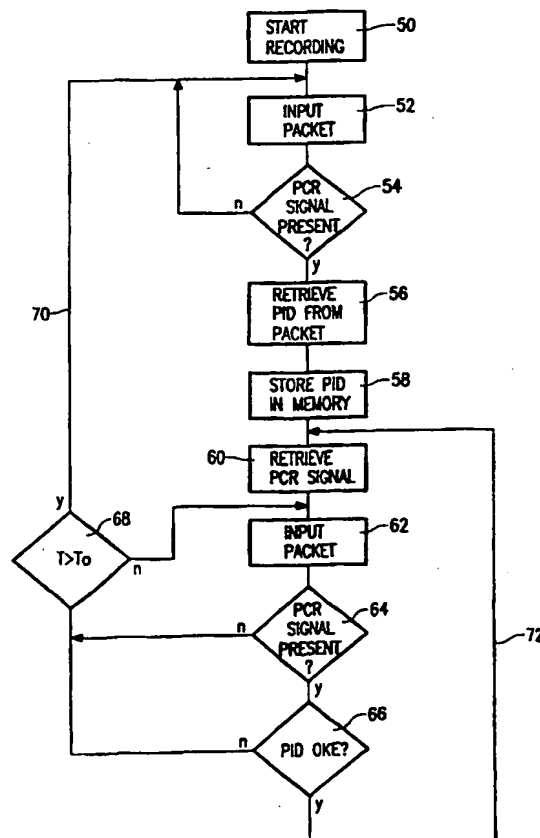 START
RECORDING
50
INPUT
PACKET
52
PCR
SIGNAL
PRESENT
?
54
n
y
RETRIEVE
PID FROM
PACKET
56
70
STORE PID
IN MEMORY
58
60
RETRIEVE
PCR SIGNAL
y
68
T>To
n
INPUT
PACKET
62
PCR
SIGNAL
PRESENT
?
64
n
y
72
66
PID OKE?
n
y